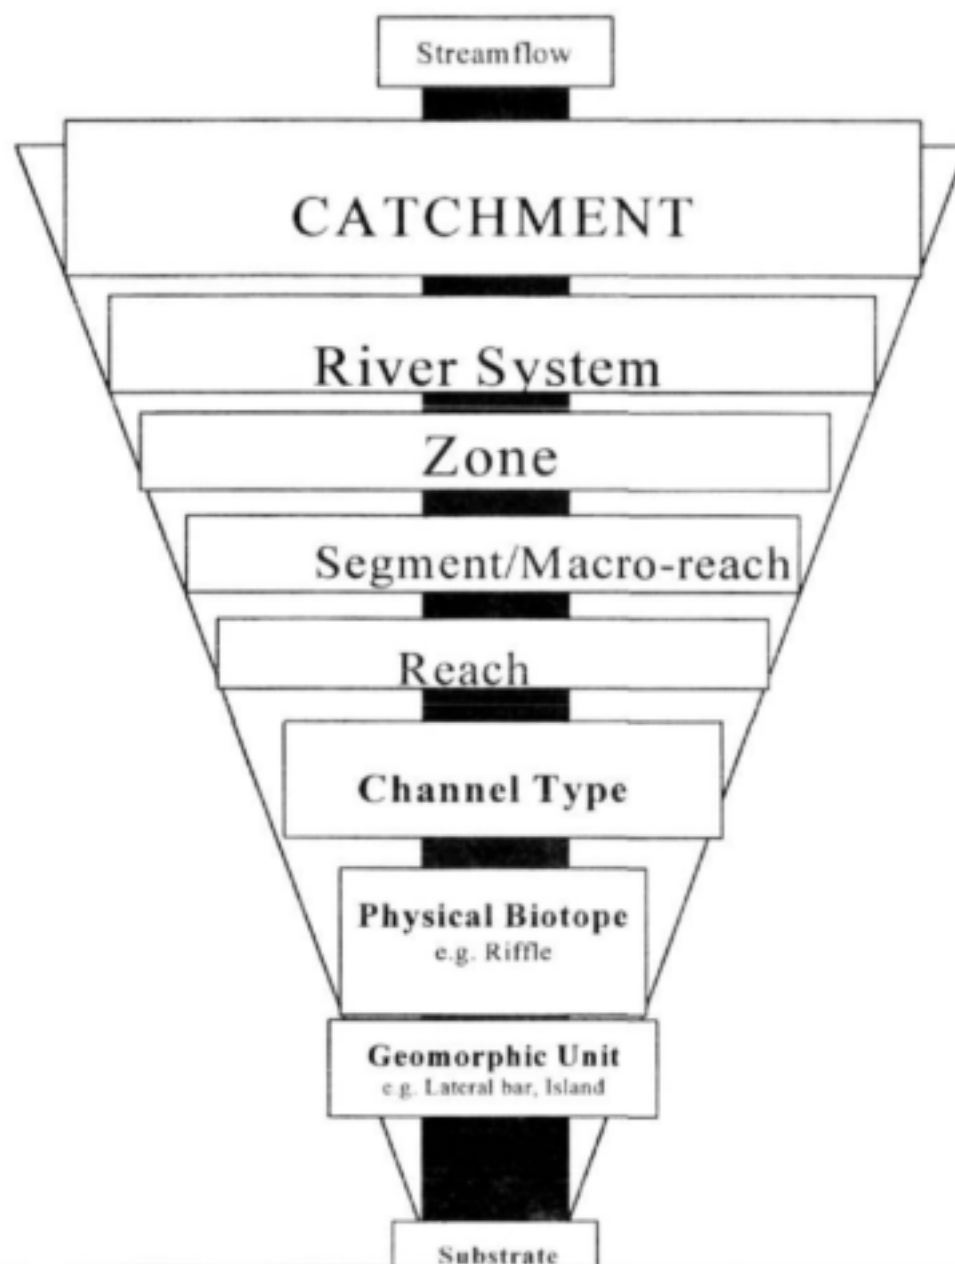 Streamflow
CATCHMENT
River System
Zone
Segment/Macro-reach
Reach
Channel Type
Physical Biotope
e.g. Riffle
Geomorphic Unit
e.g. Lateral bar, Island
Substrate